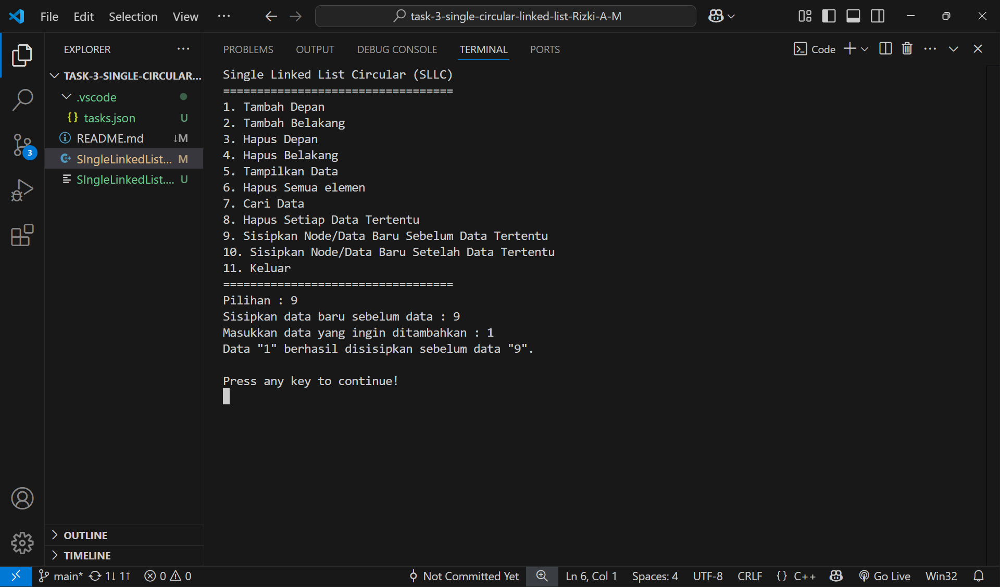 File Edit Selection View ···
task-3-single-circular-linked-list-Rizki-A-M
EXPLORER ···
TASK-3-SINGLE-CIRCULAR...
.vscode
{} tasks.json U
README.md ↓M
SIngleLinkedList... M
SIngleLinkedList.... U
3
OUTLINE
TIMELINE
PROBLEMS OUTPUT DEBUG CONSOLE TERMINAL PORTS
Code
Single Linked List Circular (SLLC)
==================================
1. Tambah Depan
2. Tambah Belakang
3. Hapus Depan
4. Hapus Belakang
5. Tampilkan Data
6. Hapus Semua elemen
7. Cari Data
8. Hapus Setiap Data Tertentu
9. Sisipkan Node/Data Baru Sebelum Data Tertentu
10. Sisipkan Node/Data Baru Setelah Data Tertentu
11. Keluar
==================================
Pilihan : 9
Sisipkan data baru sebelum data : 9
Masukkan data yang ingin ditambahkan : 1
Data "1" berhasil disisipkan sebelum data "9".
Press any key to continue!
main* 1↓ 1↑ 0 0 Not Committed Yet Ln 6, Col 1 Spaces: 4 UTF-8 CRLF {} C++ Go Live Win32